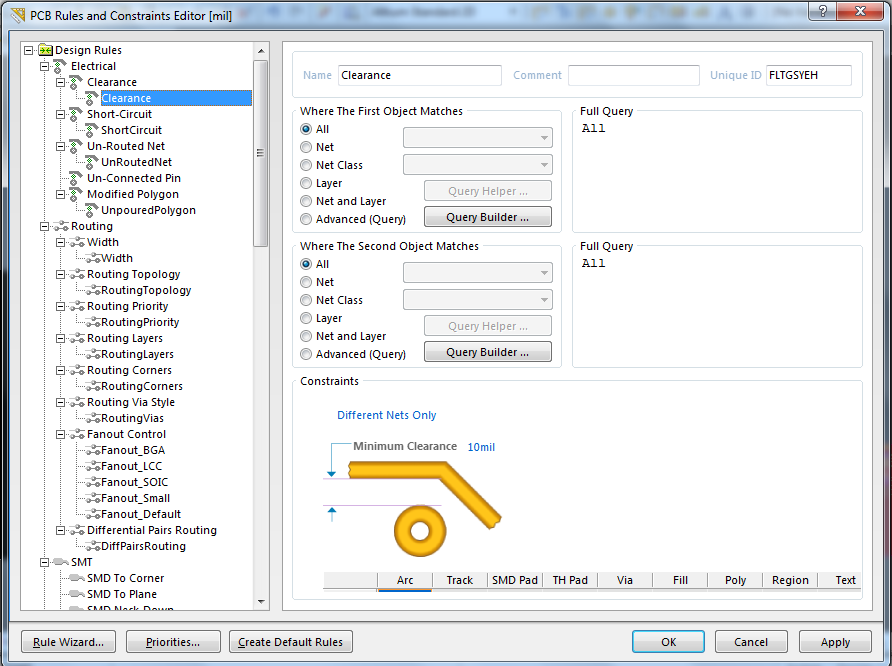 PCB Rules and Constraints Editor [mil]
Design Rules
Electrical
Clearance
Clearance
Short-Circuit
ShortCircuit
Un-Routed Net
UnRoutedNet
Un-Connected Pin
Modified Polygon
UnpouredPolygon
Routing
Width
Width
Routing Topology
RoutingTopology
Routing Priority
RoutingPriority
Routing Layers
RoutingLayers
Routing Corners
RoutingCorners
Routing Via Style
RoutingVias
Fanout Control
Fanout_BGA
Fanout_LCC
Fanout_SOIC
Fanout_Small
Fanout_Default
Differential Pairs Routing
DiffPairsRouting
SMT
SMD To Corner
SMD To Plane
SMD Neck-Down
Name Clearance Comment Unique ID FLTGSYEH
Where The First Object Matches
All
Net
Net Class
Layer
Net and Layer
Advanced (Query)
Query Helper ...
Query Builder ...
Full Query
All
Where The Second Object Matches
All
Net
Net Class
Layer
Net and Layer
Advanced (Query)
Query Helper ...
Query Builder ...
Full Query
All
Constraints
Different Nets Only
Minimum Clearance 10mil
Arc Track SMD Pad TH Pad Via Fill Poly Region Text
Rule Wizard... Priorities... Create Default Rules OK Cancel Apply